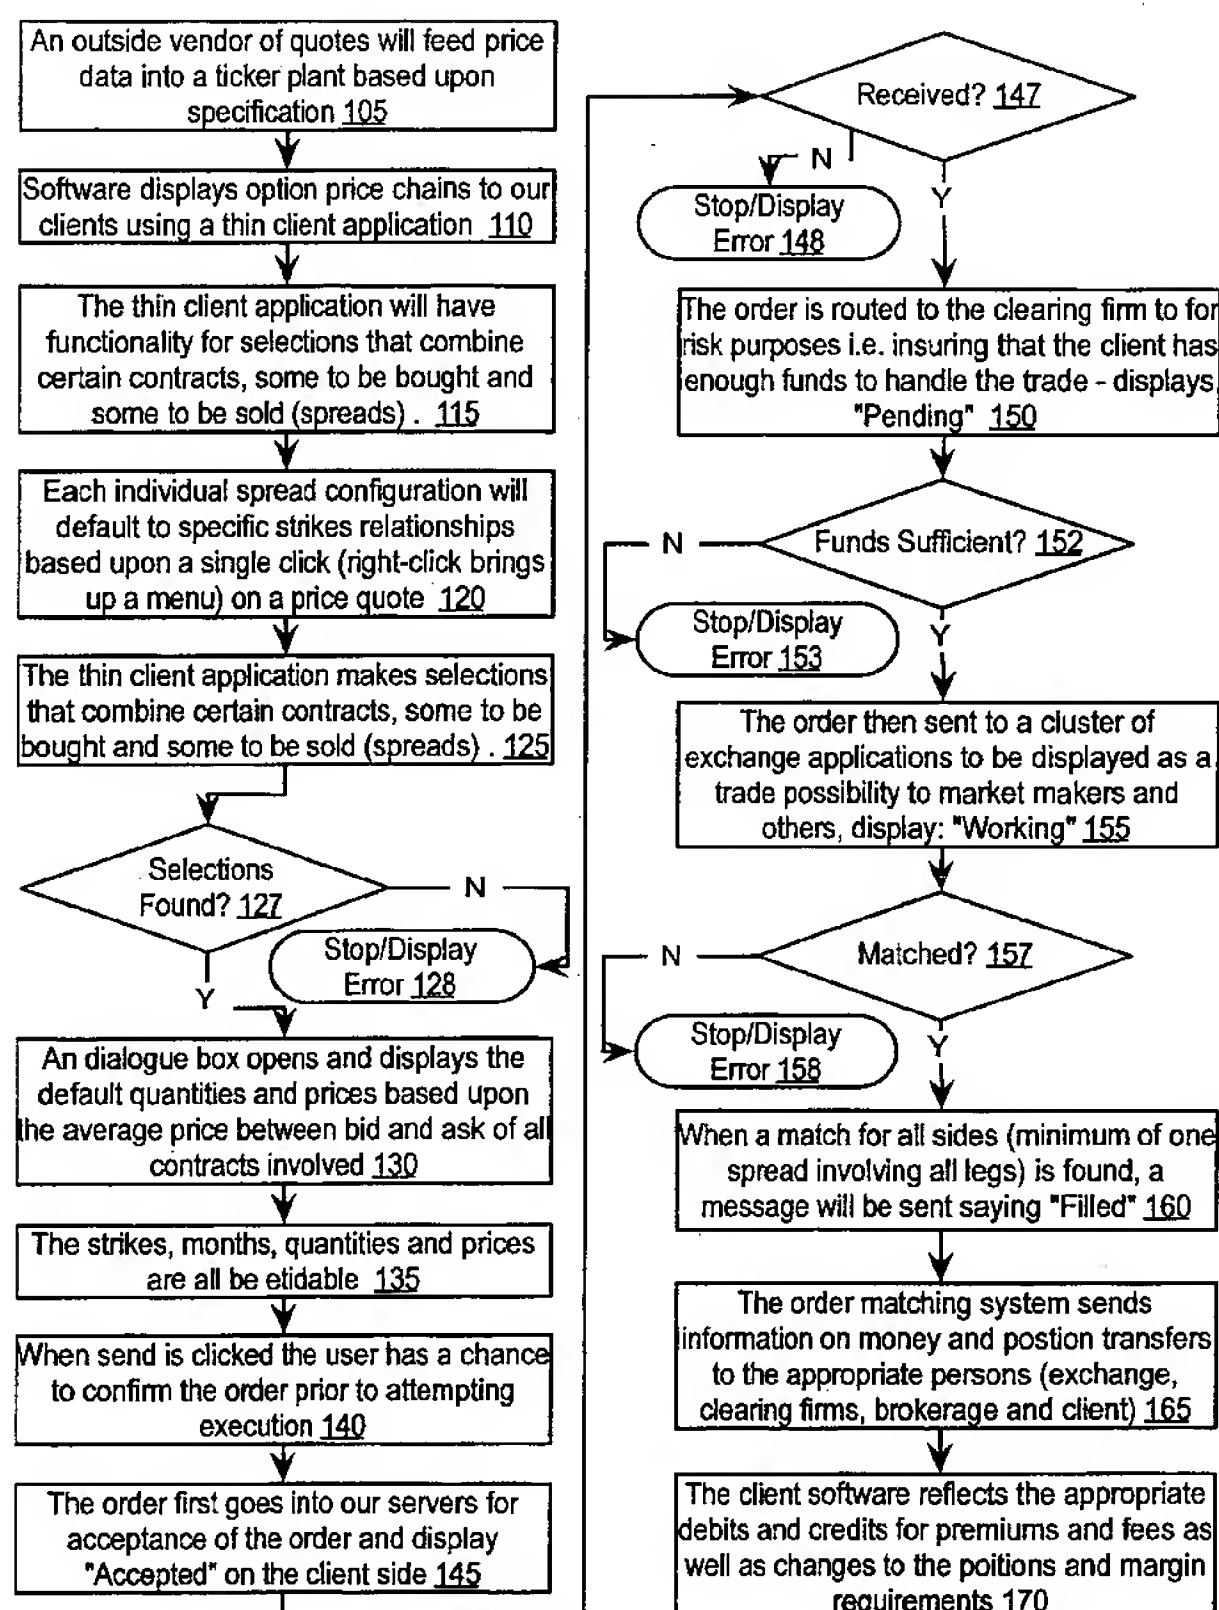 An outside vendor of quotes will feed price
data into a ticker plant based upon
specification 105
Software displays option price chains to our
clients using a thin client application 110
The thin client application will have
functionality for selections that combine
certain contracts, some to be bought and
some to be sold (spreads) . 115
Each individual spread configuration will
default to specific strikes relationships
based upon a single click (right-click brings
up a menu) on a price quote 120
The thin client application makes selections
that combine certain contracts, some to be
bought and some to be sold (spreads) . 125
Selections
Found? 127
N
Stop/Display
Error 128
Y
An dialogue box opens and displays the
default quantities and prices based upon
the average price between bid and ask of all
contracts involved 130
The strikes, months, quantities and prices
are all be etidable 135
When send is clicked the user has a chance
to confirm the order prior to attempting
execution 140
The order first goes into our servers for
acceptance of the order and display
"Accepted" on the client side 145
Received? 147
N
Stop/Display
Error 148
Y
The order is routed to the clearing firm to for
risk purposes i.e. insuring that the client has
enough funds to handle the trade - displays
"Pending" 150
Funds Sufficient? 152
N
Stop/Display
Error 153
Y
The order then sent to a cluster of
exchange applications to be displayed as a
trade possibility to market makers and
others, display: "Working" 155
Matched? 157
N
Stop/Display
Error 158
Y
When a match for all sides (minimum of one
spread involving all legs) is found, a
message will be sent saying "Filled" 160
The order matching system sends
information on money and postion transfers
to the appropriate persons (exchange,
clearing firms, brokerage and client) 165
The client software reflects the appropriate
debits and credits for premiums and fees as
well as changes to the poitions and margin
requirements 170